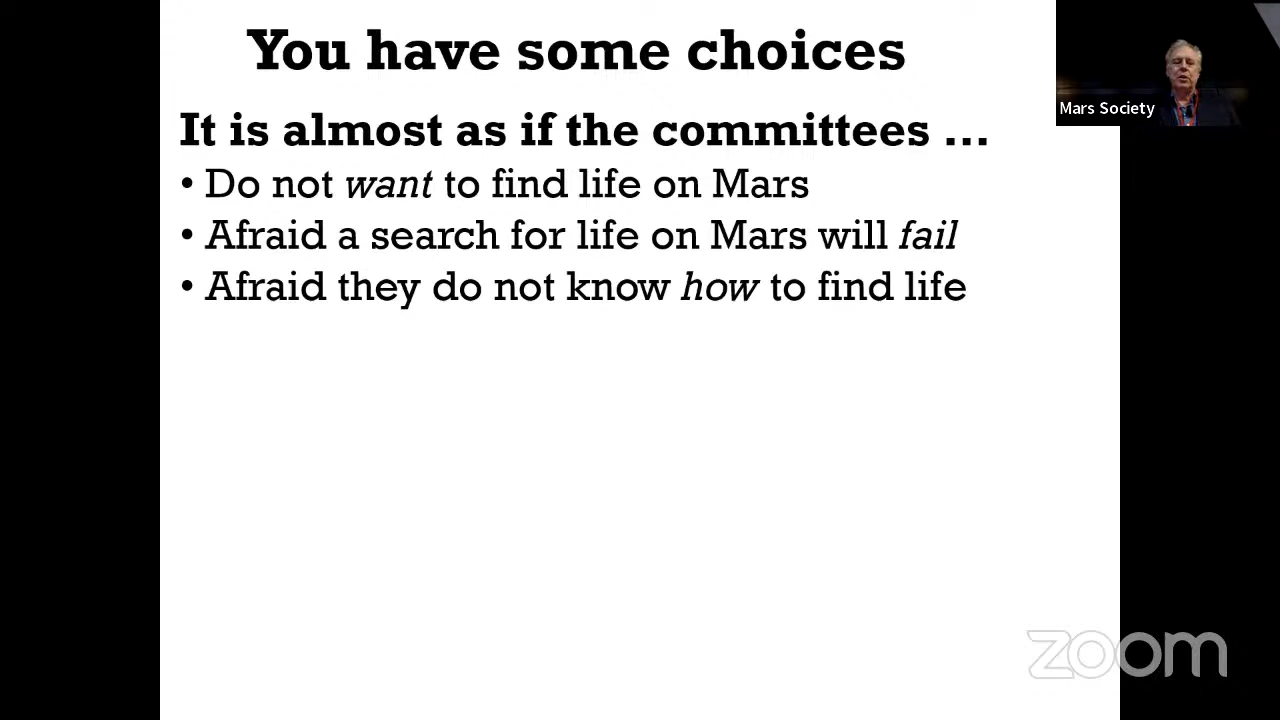 You have some choices
Mars Society
It is almost as if the committees ...
• Do not want to find life on Mars
• Afraid a search for life on Mars will fail
• Afraid they do not know how to find life
zoom